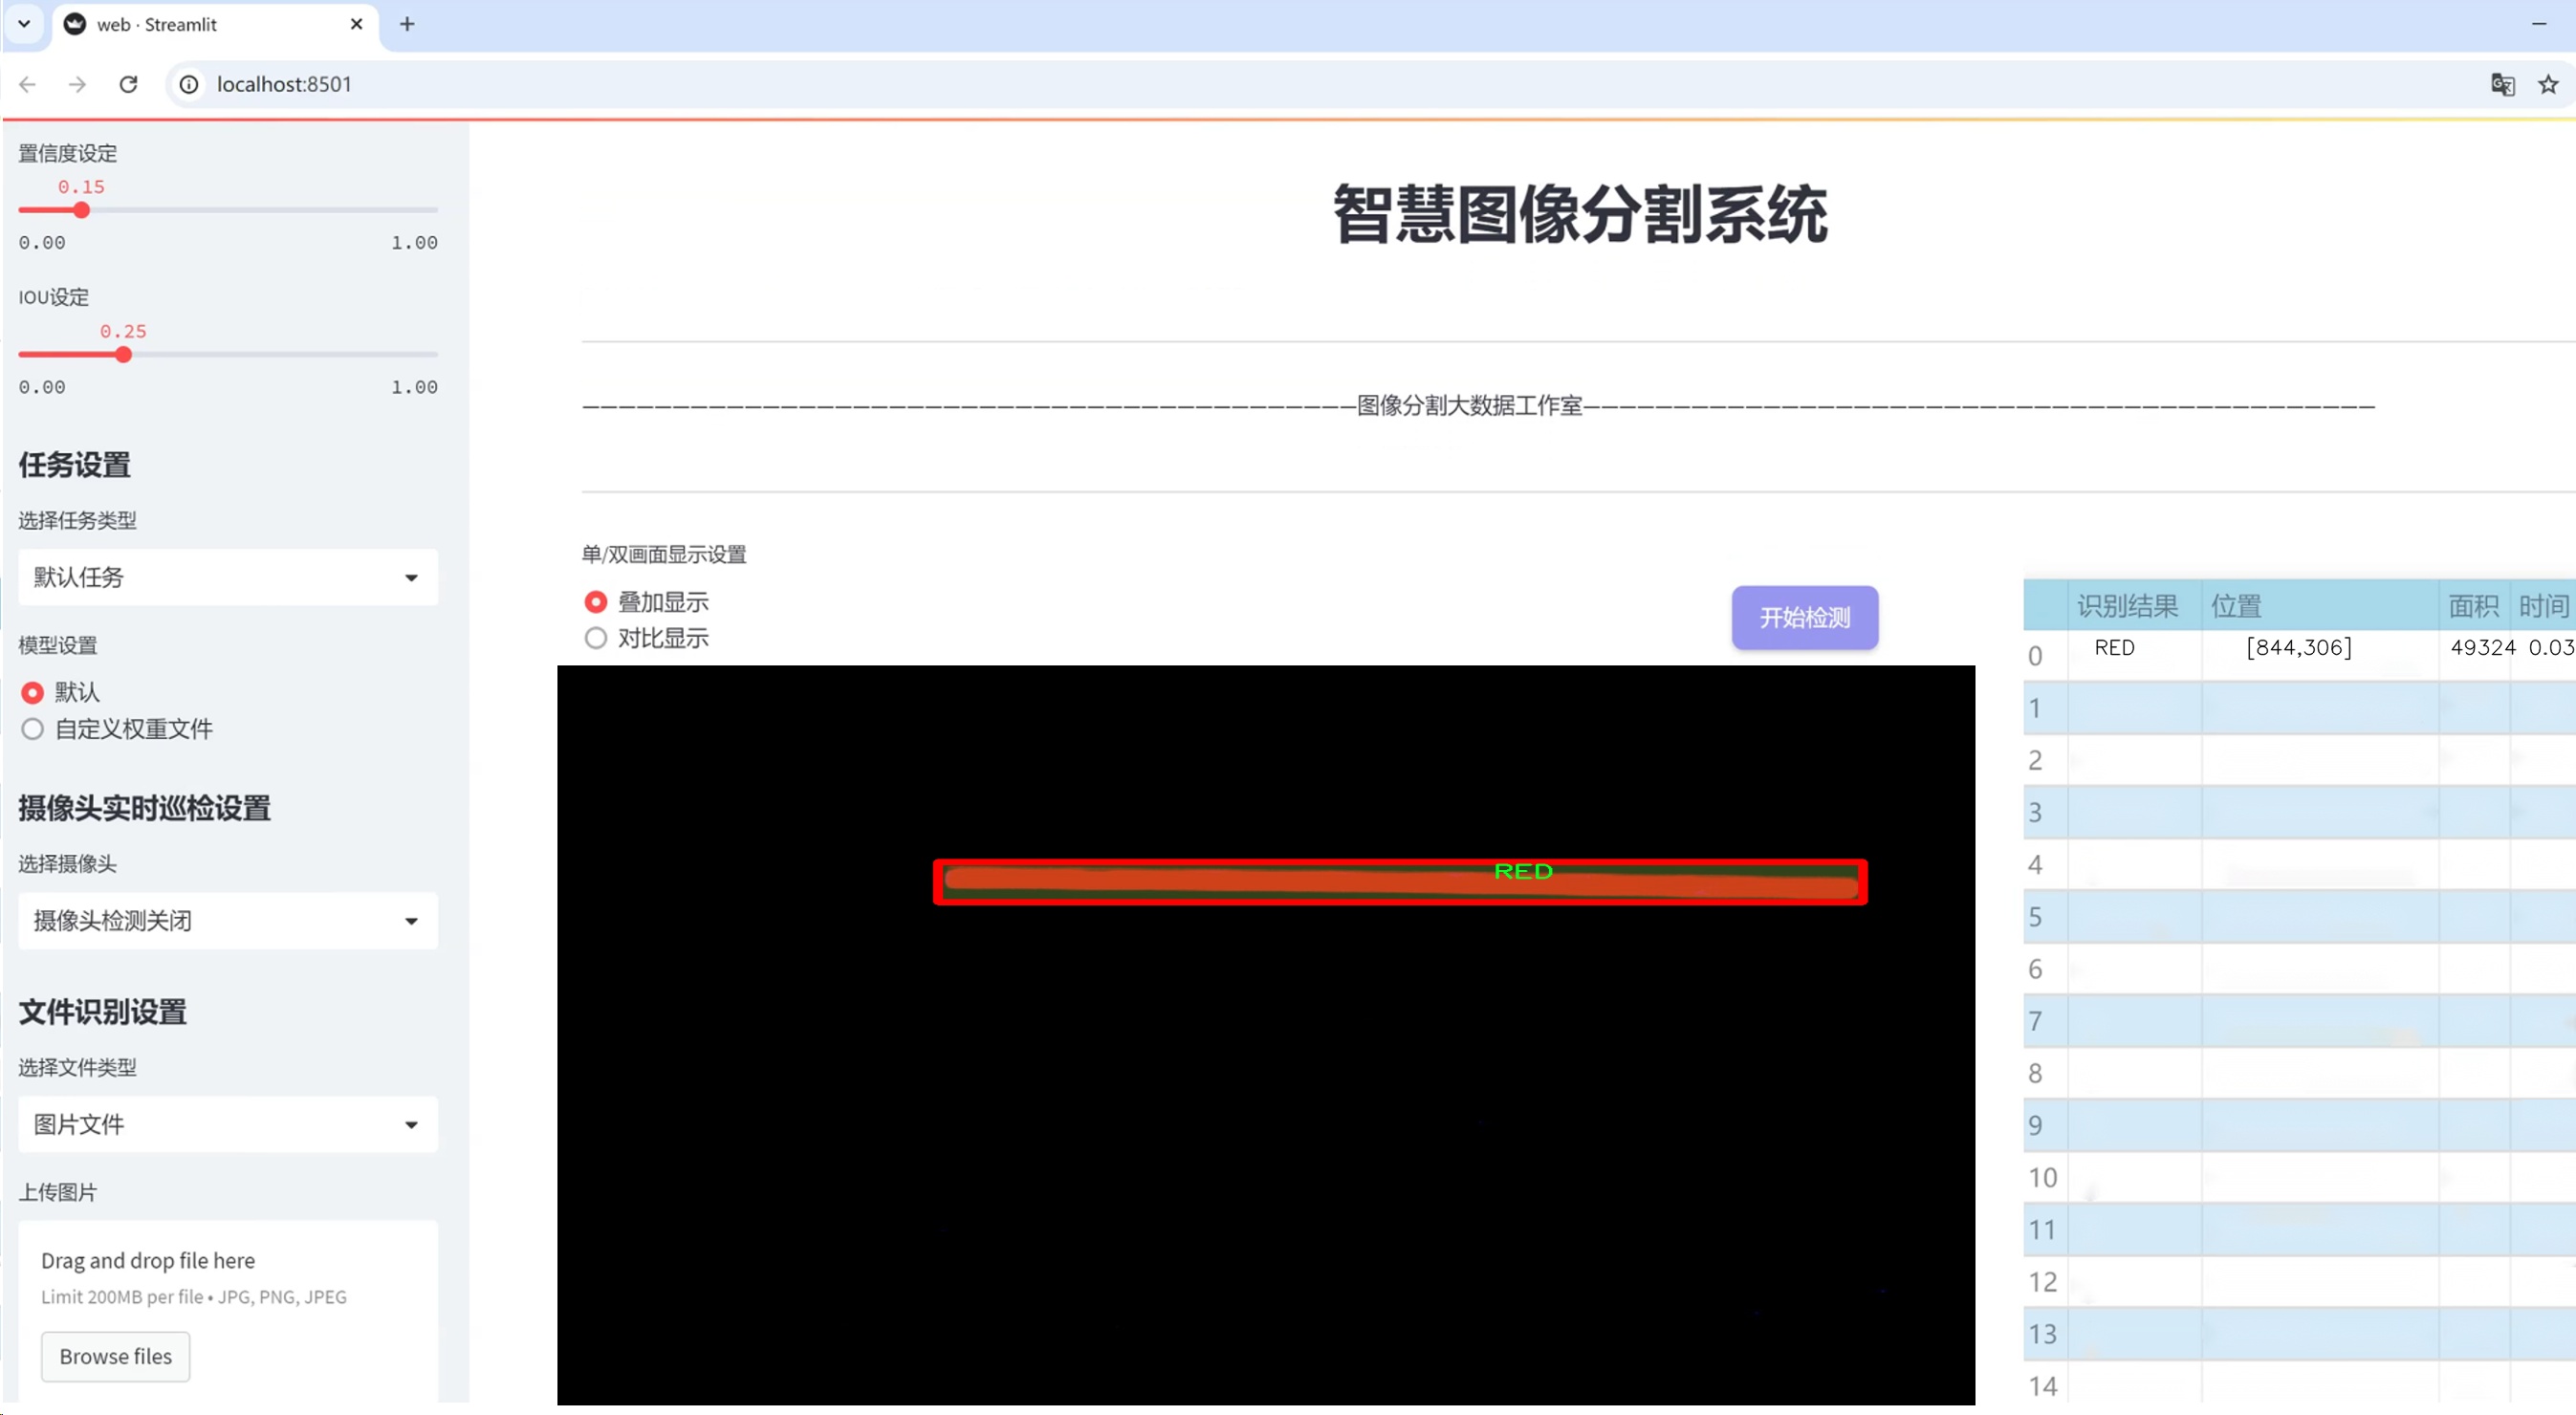 web · Streamlit
localhost:8501
置信度设定
0.15
0.00 1.00
IOU设定
0.25
0.00 1.00
任务设置
选择任务类型
默认任务
模型设置
默认
自定义权重文件
摄像头实时巡检设置
选择摄像头
摄像头检测关闭
文件识别设置
选择文件类型
图片文件
上传图片
Drag and drop file here
Limit 200MB per file • JPG, PNG, JPEG
Browse files
智慧图像分割系统
图像分割大数据工作室
单/双画面显示设置
叠加显示
对比显示
开始检测
RED
识别结果 位置 面积 时间
0 RED [844,306] 49324 0.03
1
2
3
4
5
6
7
8
9
10
11
12
13
14